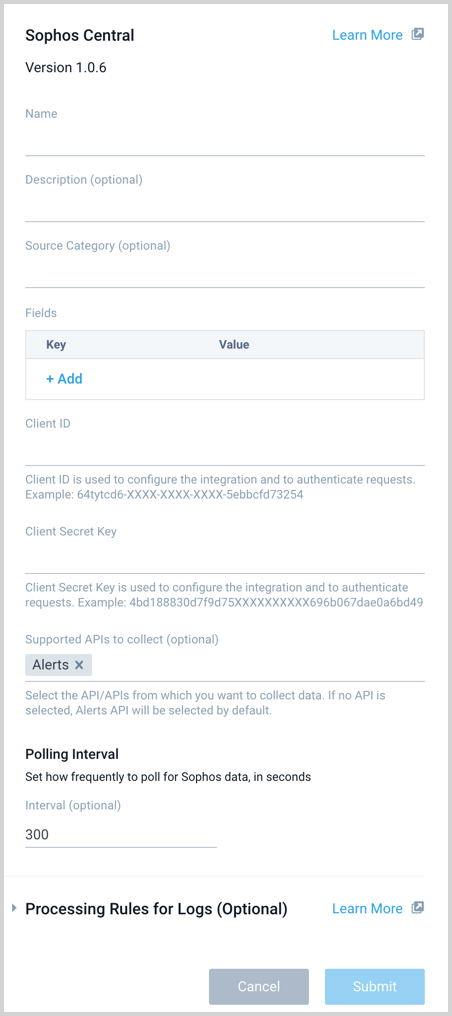 Sophos Central Learn More
Version 1.0.6
Name
Description (optional)
Source Category (optional)
Fields
Key Value
+ Add
Client ID
Client ID is used to configure the integration and to authenticate requests.
Example: 64tytcd6-XXXX-XXXX-XXXX-5ebbcfd73254
Client Secret Key
Client Secret Key is used to configure the integration and to authenticate
requests. Example: 4bd188830d7f9d75XXXXXXXXXX696b067dae0a6bd49
Supported APIs to collect (optional)
Alerts ×
Select the API/APIs from which you want to collect data. If no API is
selected, Alerts API will be selected by default.
Polling Interval
Set how frequently to poll for Sophos data, in seconds
Interval (optional)
300
Processing Rules for Logs (Optional) Learn More
Cancel Submit